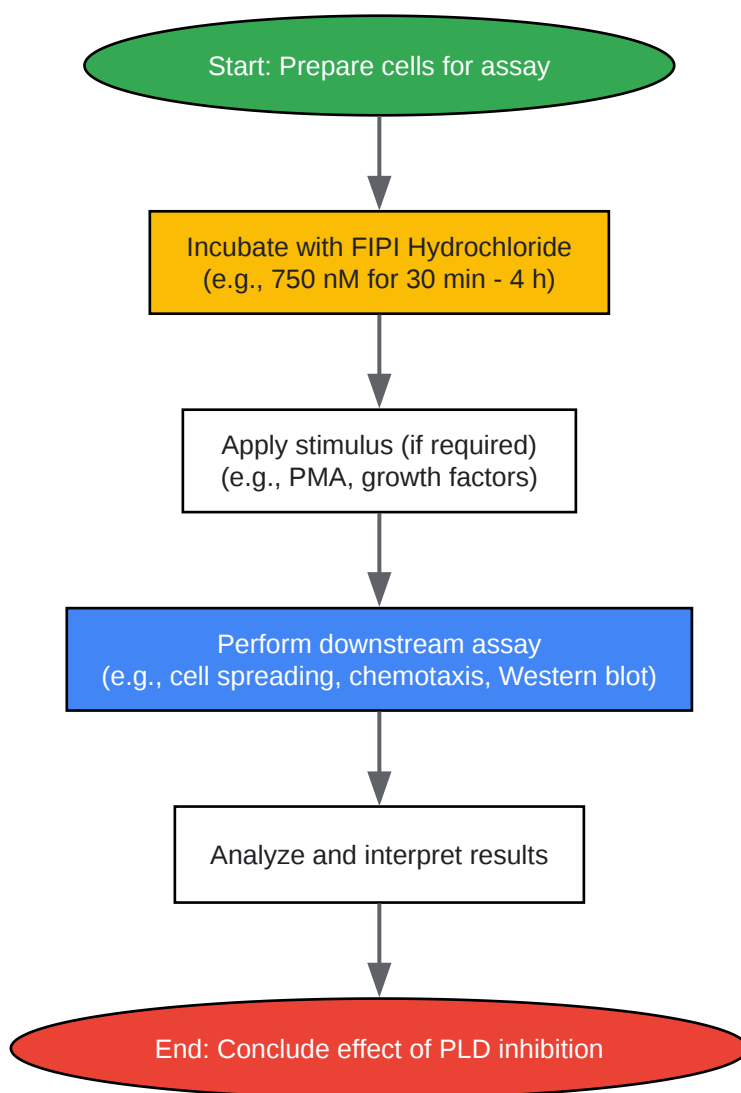 Start: Prepare cells for assay
Incubate with FIPI Hydrochloride
(e.g., 750 nM for 30 min - 4 h)
Apply stimulus (if required)
(e.g., PMA, growth factors)
Perform downstream assay
(e.g., cell spreading, chemotaxis, Western blot)
Analyze and interpret results
End: Conclude effect of PLD inhibition